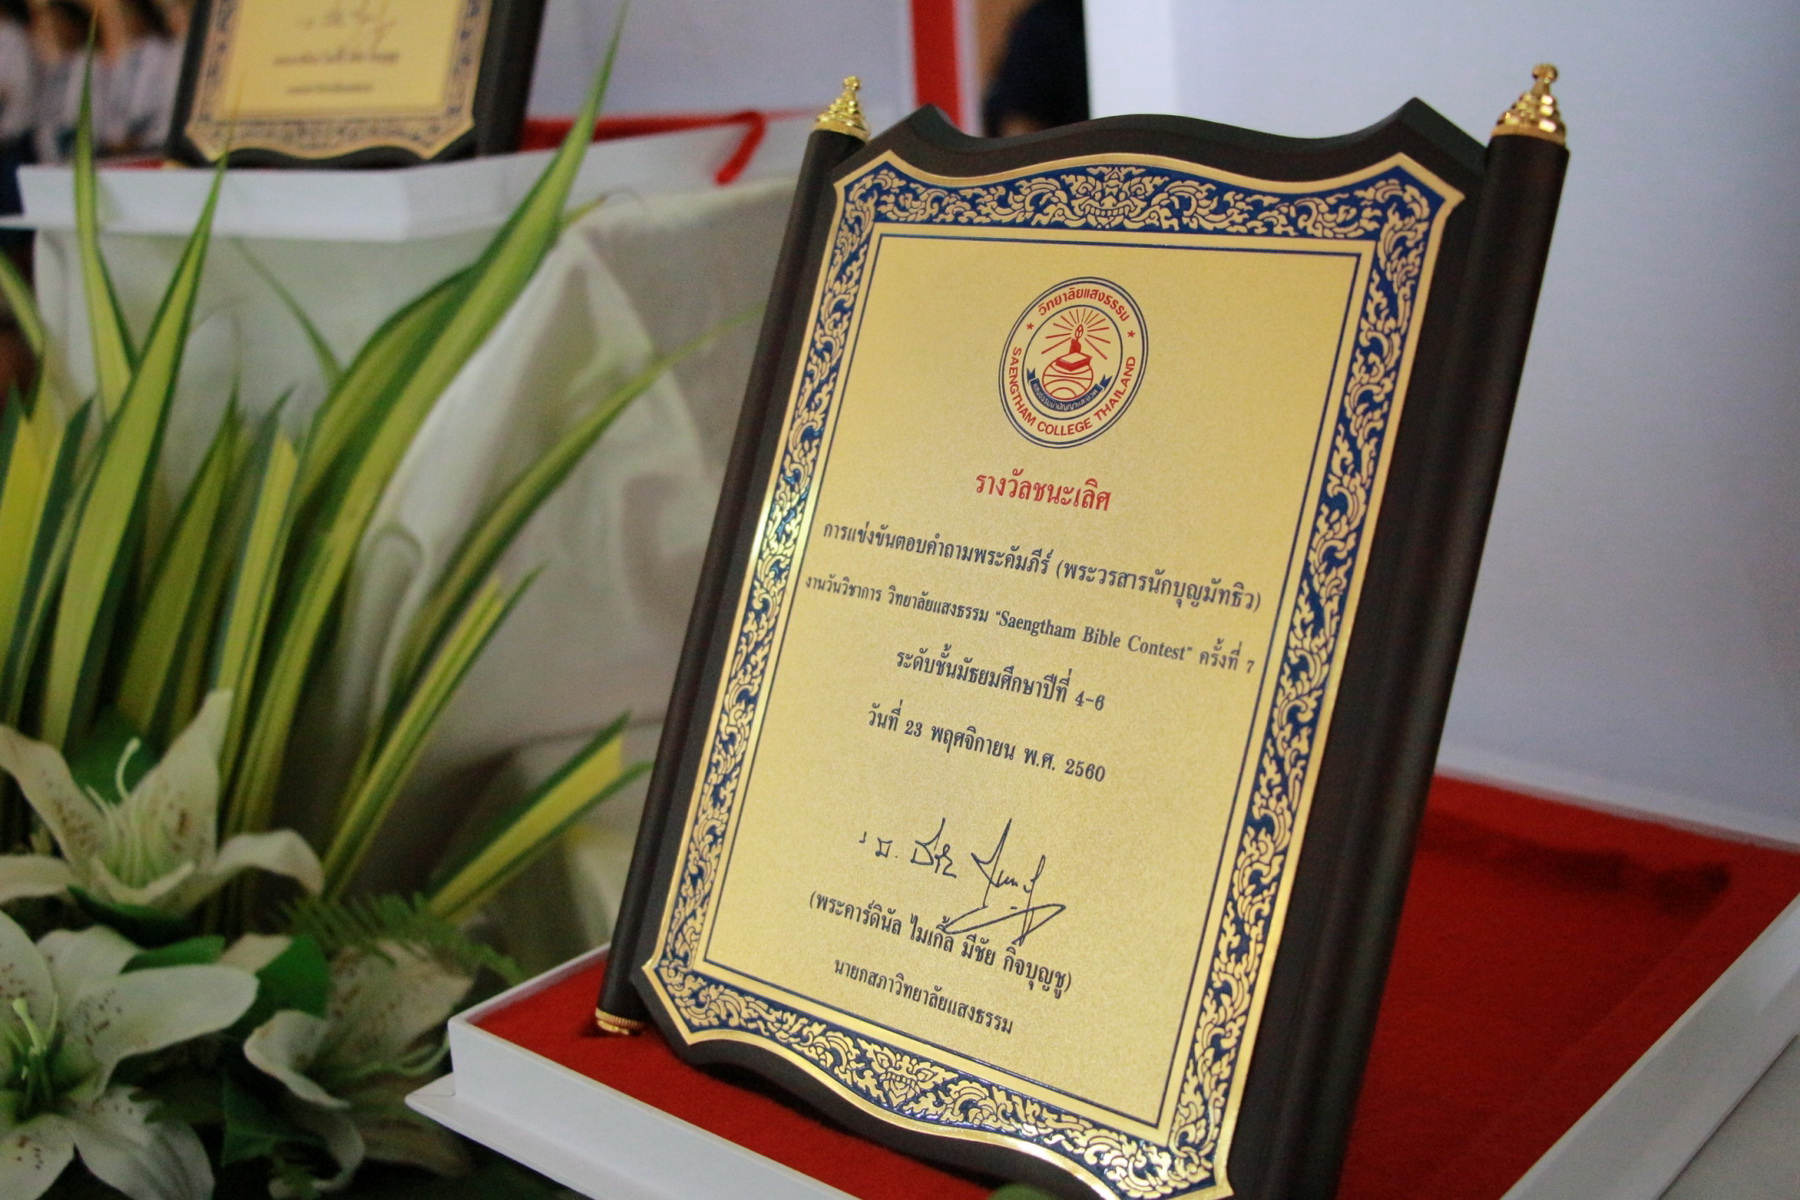 วิทยาลัยแสงธรรม
SAENGTHAM COLLEGE THAILAND
รางวัลชนะเลิศ
การแข่งขันตอบคำถามพระคัมภีร์ (พระวรสารนักบุญมัทธิว)
งานวันวิชาการ วิทยาลัยแสงธรรม "Saengtham Bible Contest" ครั้งที่ 7
ระดับชั้นมัธยมศึกษาปีที่ 4-6
วันที่ 23 พฤศจิกายน พ.ศ. 2560
(พระคาร์ดินัล ไมเกิ้ล มีชัย กิจบุญชู)
นายกสภาวิทยาลัยแสงธรรม